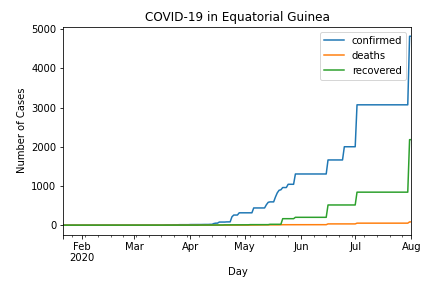 COVID-19 in Equatorial Guinea
confirmed
deaths
recovered
Number of Cases
5000
4000
3000
2000
1000
0
Feb Mar Apr May Jun Jul Aug
2020
Day